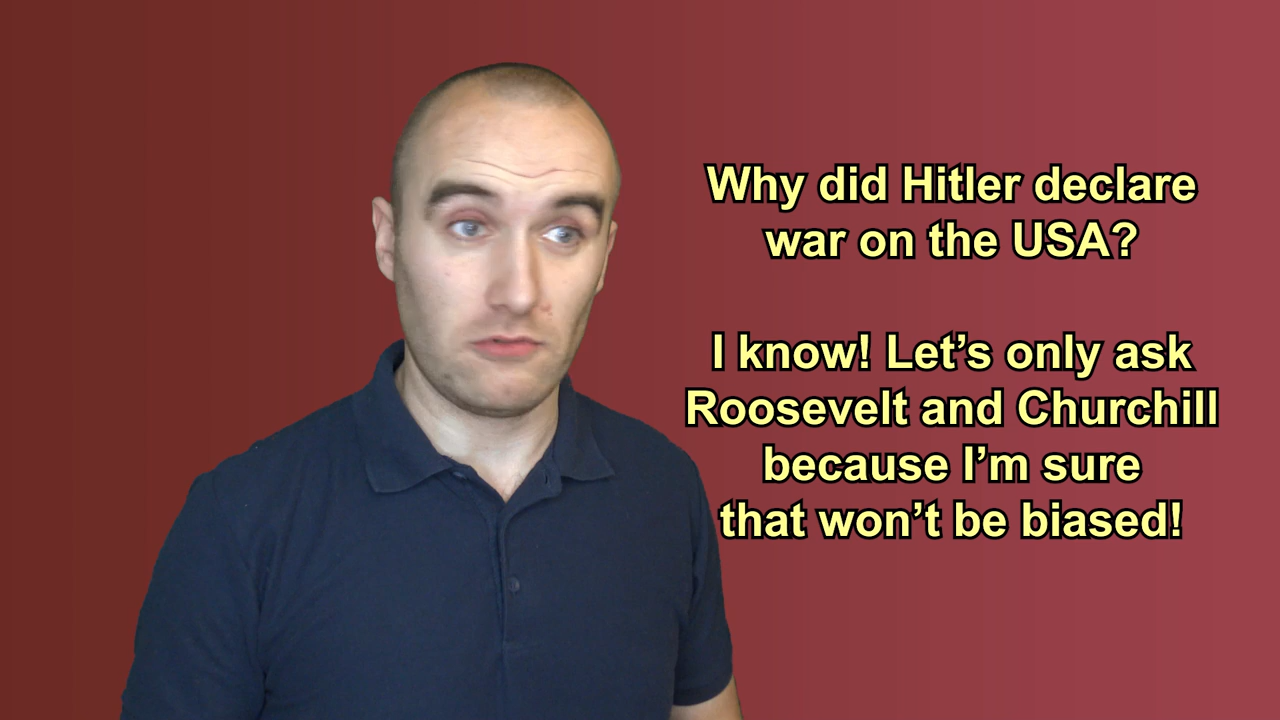 Why did Hitler declare
war on the USA?
I know! Let’s only ask
Roosevelt and Churchill
because I’m sure
that won’t be biased!